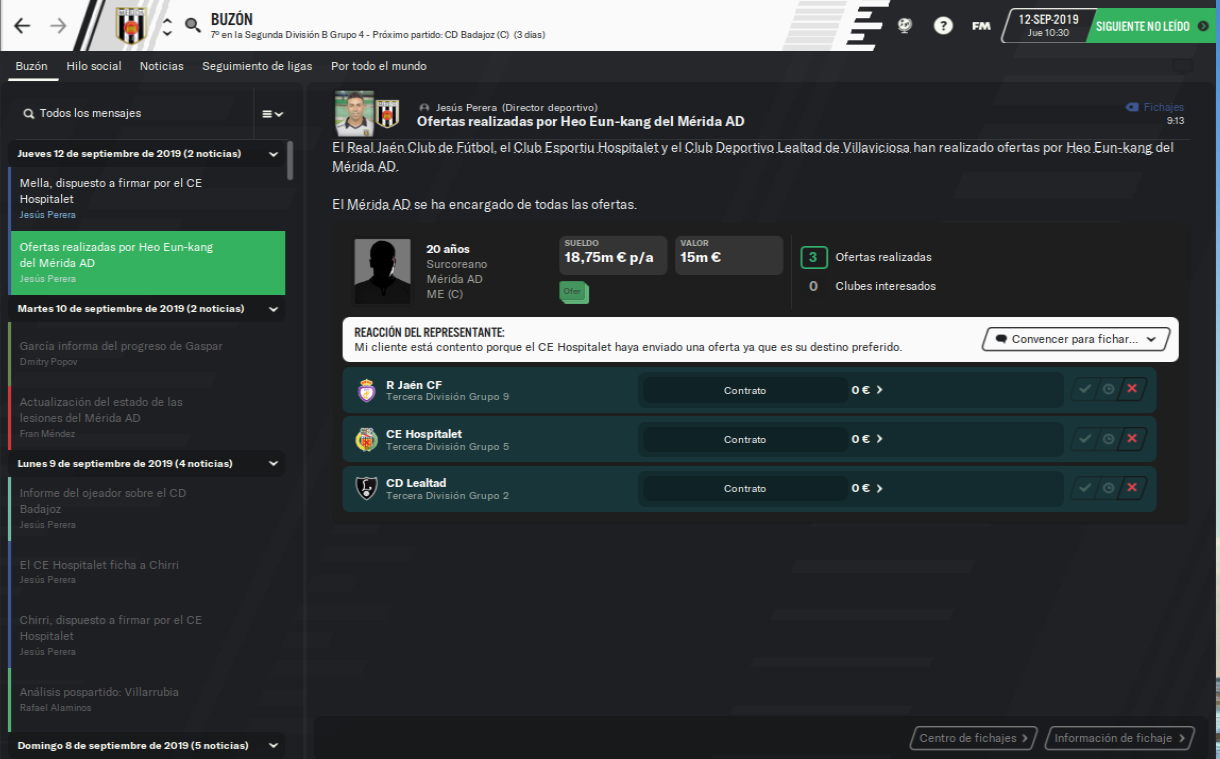 BUZÓN
7º en la Segunda División B Grupo 4 - Próximo partido: CD Badajoz (C) (3 días)
FM
12-SEP-2019
Jue 10:30
SIGUIENTE NO LEÍDO
Buzón Hilo social Noticias Seguimiento de ligas Por todo el mundo
Todos los mensajes
Jueves 12 de septiembre de 2019 (2 noticias)
Mella, dispuesto a firmar por el CE
Hospitalet
Jesús Perera
Ofertas realizadas por Heo Eun-kang
del Mérida AD
Jesús Perera
Martes 10 de septiembre de 2019 (2 noticias)
García informa del progreso de Gaspar
Dmitry Popov
Actualización del estado de las
lesiones del Mérida AD
Fran Méndez
Lunes 9 de septiembre de 2019 (4 noticias)
Informe del ojeador sobre el CD
Badajoz
Jesús Perera
El CE Hospitalet ficha a Chirri
Jesús Perera
Chirri, dispuesto a firmar por el CE
Hospitalet
Jesús Perera
Análisis pospartido: Villarrubia
Rafael Alaminos
Domingo 8 de septiembre de 2019 (5 noticias)
Jesús Perera (Director deportivo)
Ofertas realizadas por Heo Eun-kang del Mérida AD
Fichajes
9:13
El Real Jaén Club de Fútbol, el Club Esportiu Hospitalet y el Club Deportivo Lealtad de Villaviciosa han realizado ofertas por Heo Eun-kang del
Mérida AD.
El Mérida AD se ha encargado de todas las ofertas.
20 años
Surcoreano
Mérida AD
ME (C)
SUELDO
18,75m € p/a
VALOR
15m €
Ofer
3 Ofertas realizadas
0 Clubes interesados
REACCIÓN DEL REPRESENTANTE:
Mi cliente está contento porque el CE Hospitalet haya enviado una oferta ya que es su destino preferido.
Convencer para fichar...
R Jaén CF
Tercera División Grupo 9
Contrato 0 €
CE Hospitalet
Tercera División Grupo 5
Contrato 0 €
CD Lealtad
Tercera División Grupo 2
Contrato 0 €
Centro de fichajes
Información de fichaje